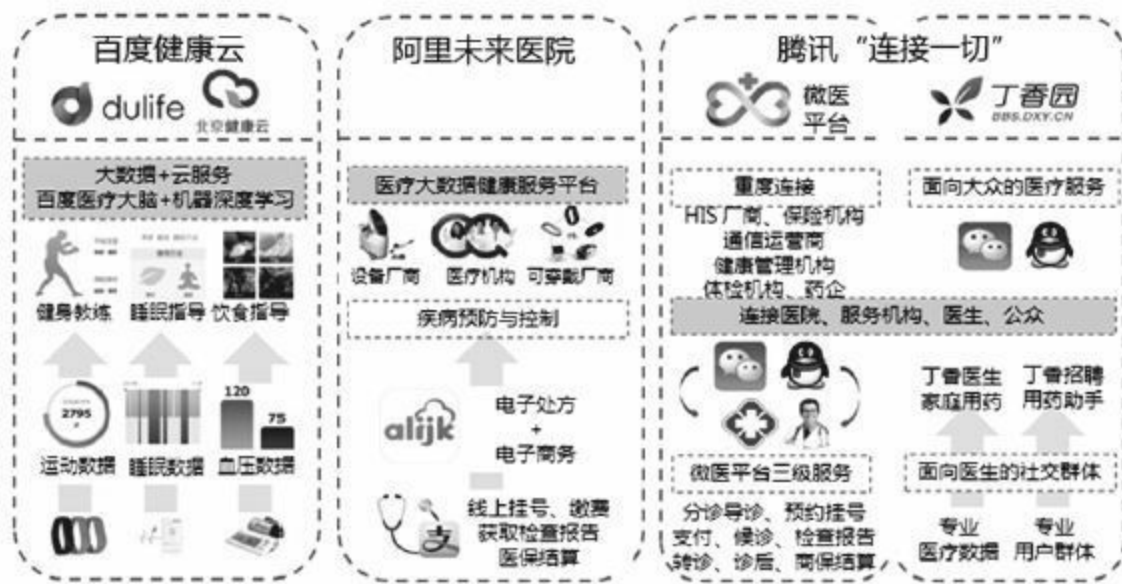 百度健康云
dulife
北京健康云
大数据+云服务
百度医疗大脑+机器深度学习
健身教练
睡眠指导
饮食指导
2795
120
75
运动数据
睡眠数据
血压数据
阿里未来医院
医疗大数据健康服务平台
设备厂商
医疗机构
可穿戴厂商
疾病预防与控制
alijk
电子处方
+
电子商务
线上挂号、缴赛
获取检查报告
医保结算
腾讯“连接一切”
微医
平台
丁香园
BBS.DXY.CN
重度连接
HIS厂商、保险机构
通信运营商
健康管理机构
体检机构、药企
面向大众的医疗服务
连接医院、服务机构、医生、公众
微医平台三级服务
分诊导诊、预约挂号
支付、候诊、检查报告
转诊、诊后、商保结算
丁香医生
家庭用药
丁香招聘
用药助手
面向医生的社交群体
专业
医疗数据
专业
用户群体